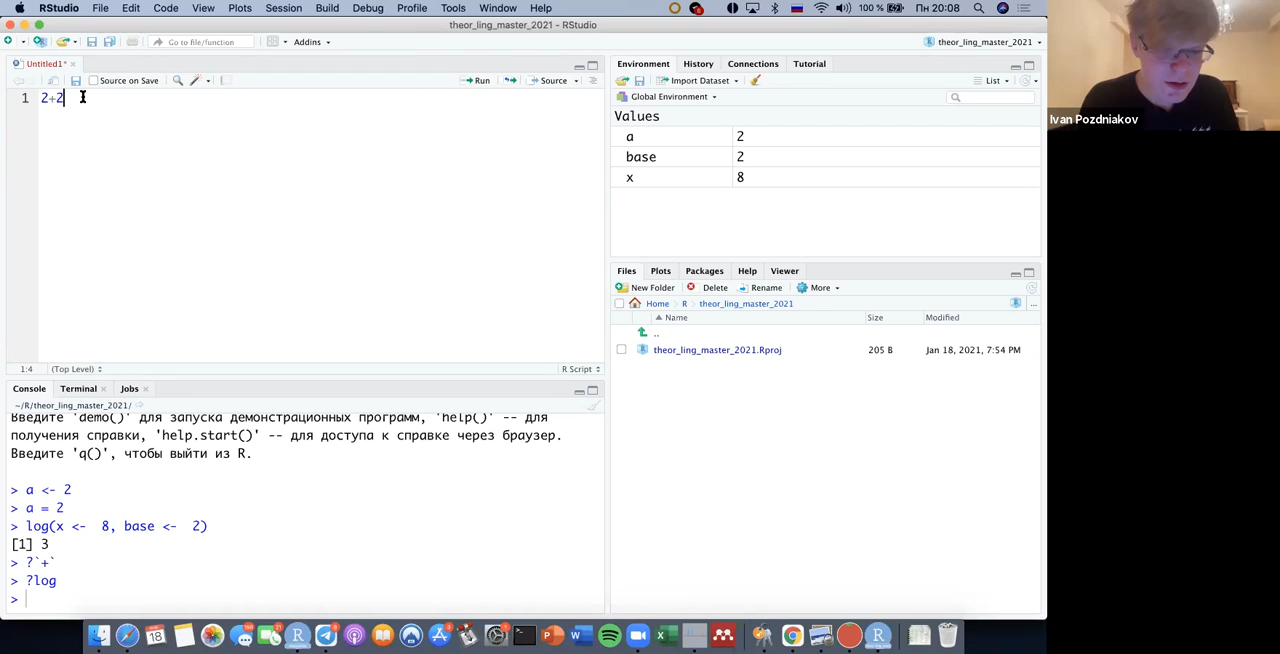 RStudio File Edit Code View Plots Session Build Debug Profile Tools Window Help 100 % Пн 20:08
theor_ling_master_2021 - RStudio
Go to file/function Addins theor_ling_master_2021
Untitled1*
Source on Save Run Source
1 2+2
1:4 (Top Level) R Script
Console Terminal Jobs
~/R/theor_ling_master_2021/
Введите 'demo()' для запуска демонстрационных программ, 'help()' -- для
получения справки, 'help.start()' -- для доступа к справке через браузер.
Введите 'q()', чтобы выйти из R.
> a <- 2
> a = 2
> log(x <-  8, base <-  2)
[1] 3
> ?`+`
> ?log
>
Environment History Connections Tutorial
Import Dataset List
Global Environment
Values
a 2
base 2
x 8
Files Plots Packages Help Viewer
New Folder Delete Rename More
Home R theor_ling_master_2021
Name Size Modified
..
theor_ling_master_2021.Rproj 205 B Jan 18, 2021, 7:54 PM
Ivan Pozdniakov